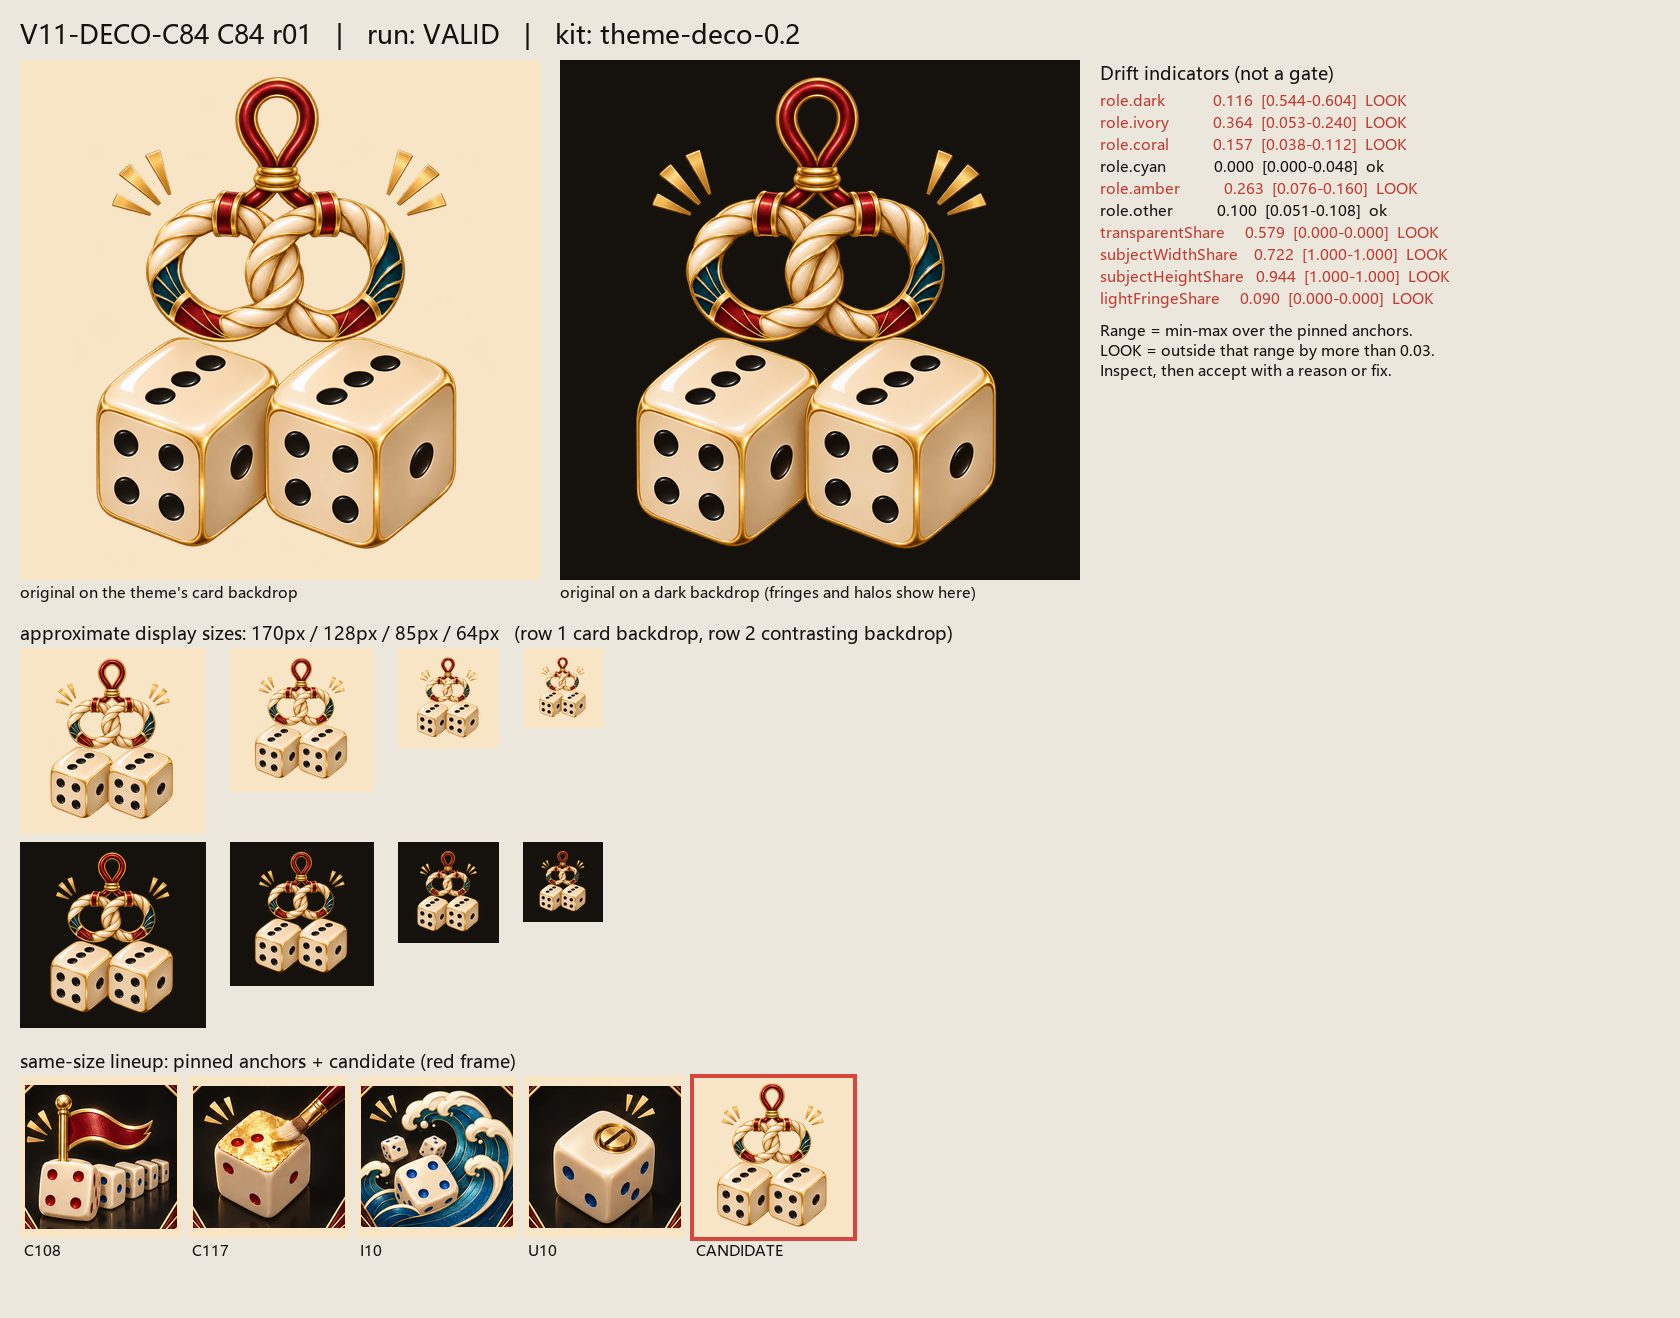 V11-DECO-C84 C84 r01 | run: VALID | kit: theme-deco-0.2
Drift indicators (not a gate)
role.dark 0.116 [0.544-0.604] LOOK
role.ivory 0.364 [0.053-0.240] LOOK
role.coral 0.157 [0.038-0.112] LOOK
role.cyan 0.000 [0.000-0.048] ok
role.amber 0.263 [0.076-0.160] LOOK
role.other 0.100 [0.051-0.108] ok
transparentShare 0.579 [0.000-0.000] LOOK
subjectWidthShare 0.722 [1.000-1.000] LOOK
subjectHeightShare 0.944 [1.000-1.000] LOOK
lightFringeShare 0.090 [0.000-0.000] LOOK
Range = min-max over the pinned anchors.
LOOK = outside that range by more than 0.03.
Inspect, then accept with a reason or fix.
original on the theme's card backdrop
original on a dark backdrop (fringes and halos show here)
approximate display sizes: 170px / 128px / 85px / 64px (row 1 card backdrop, row 2 contrasting backdrop)
same-size lineup: pinned anchors + candidate (red frame)
C108
C117
I10
U10
CANDIDATE